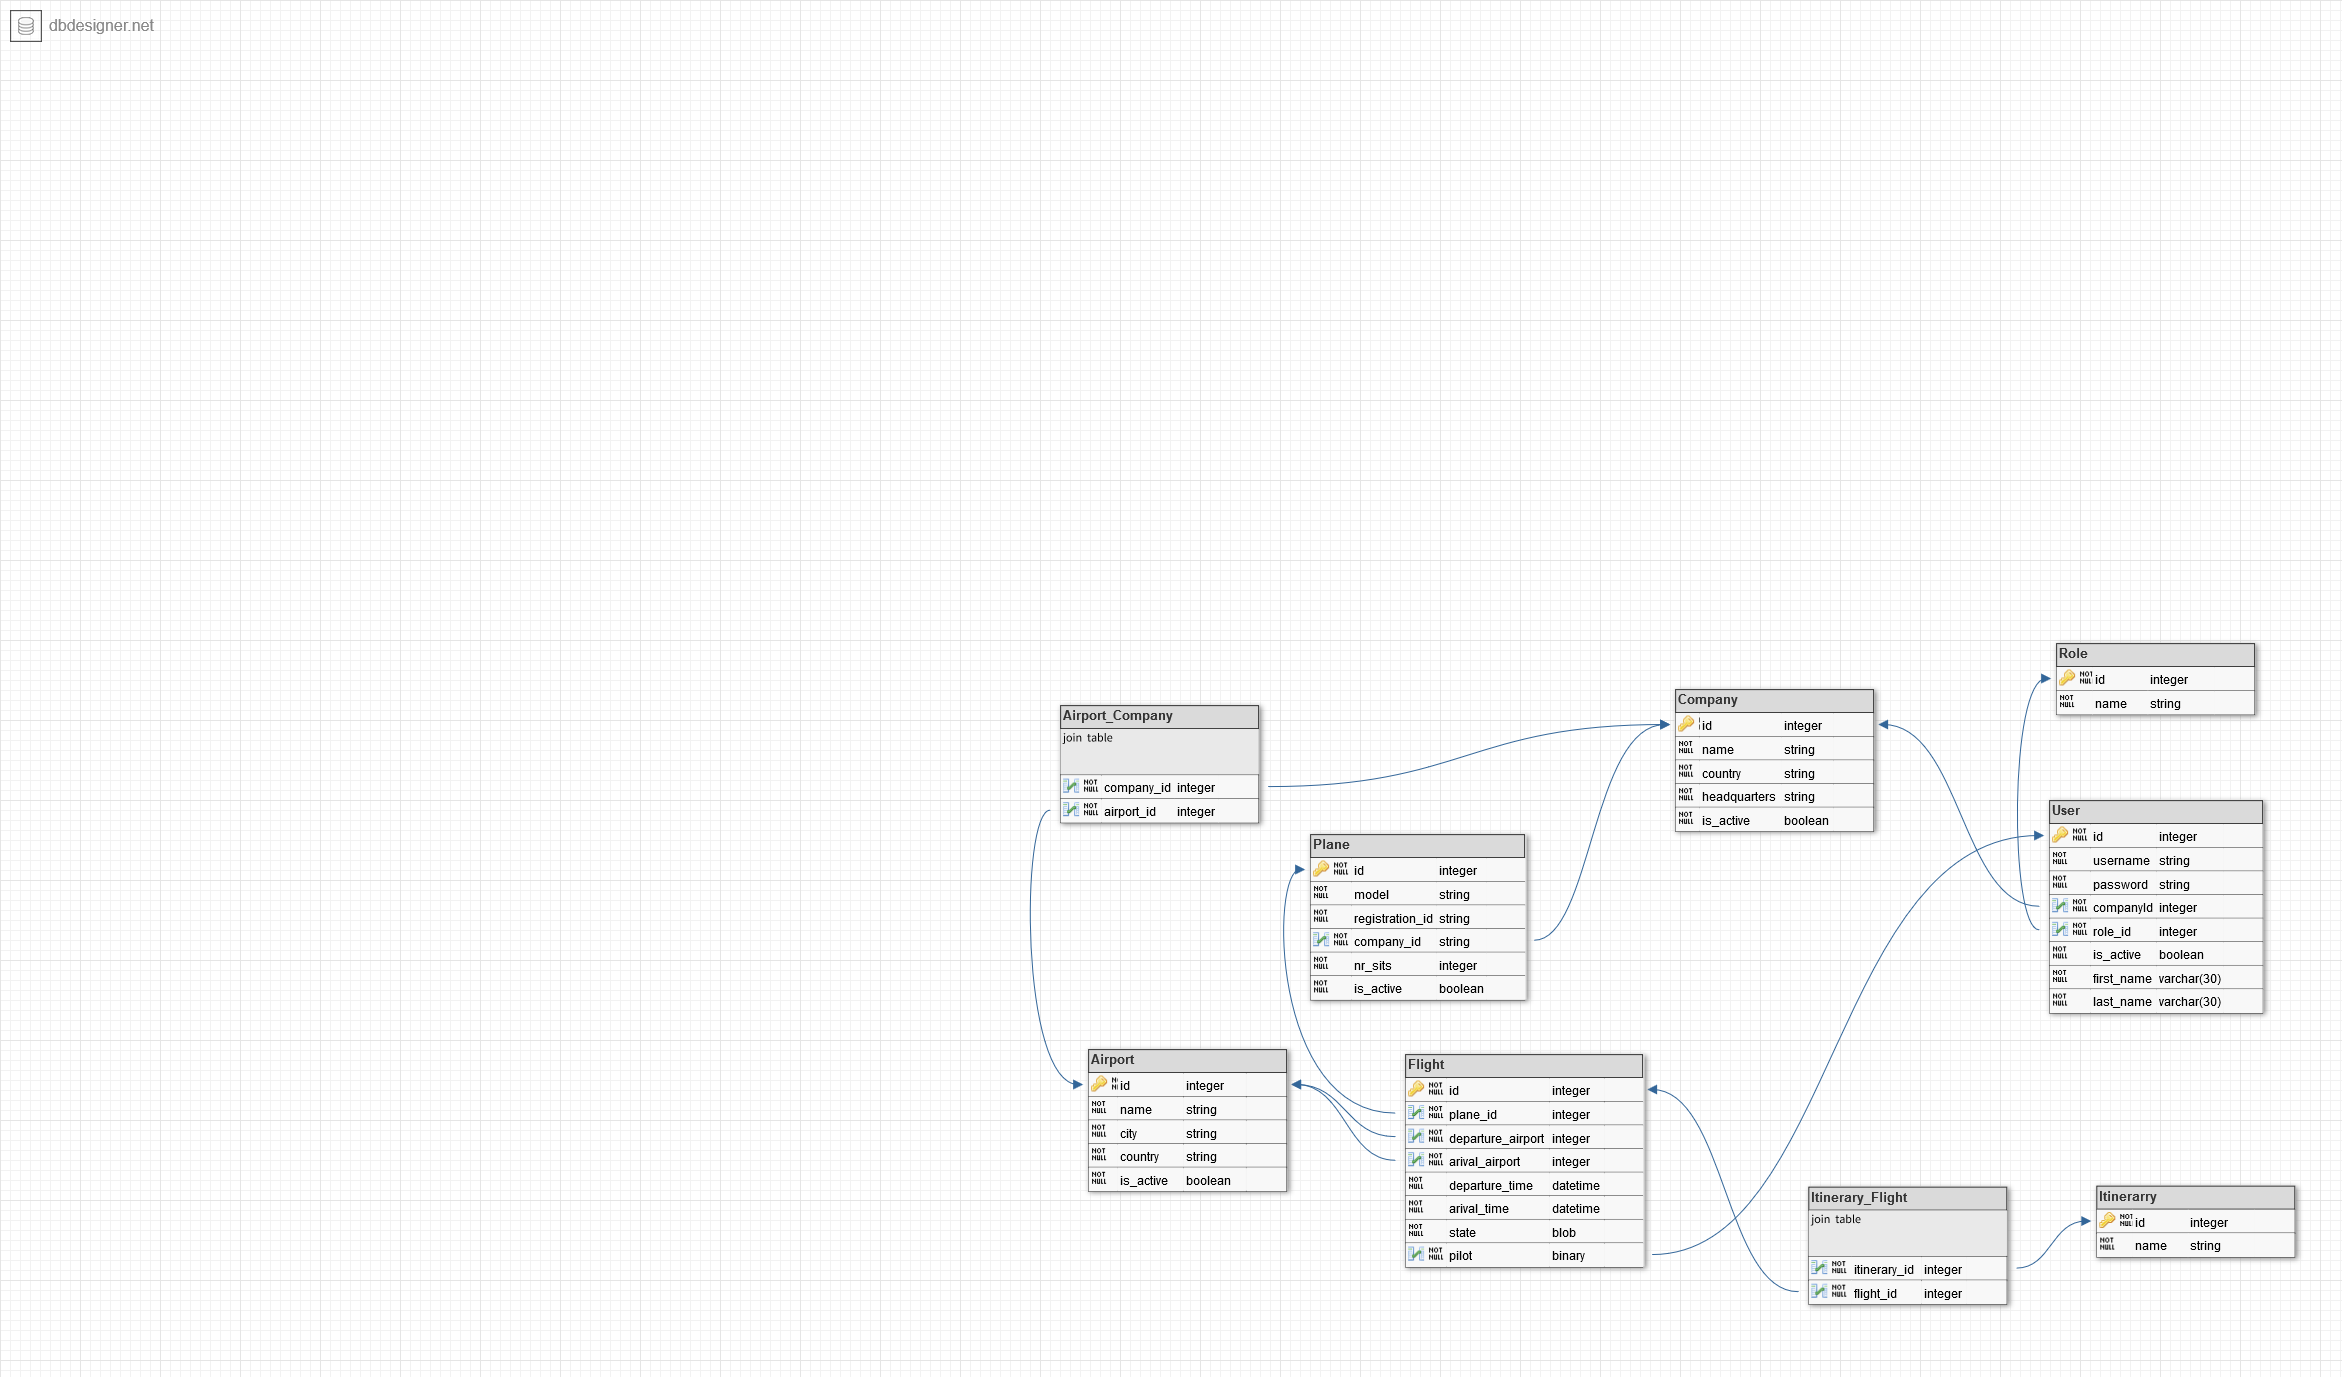 dbdesigner.net
Role
NOT NULL id integer
NOT NULL name string
Company
id integer
NOT NULL name string
NOT NULL country string
NOT NULL headquarters string
NOT NULL is_active boolean
Airport_Company
join table
NOT NULL company_id integer
NOT NULL airport_id integer
User
NOT NULL id integer
NOT NULL username string
NOT NULL password string
NOT NULL companyId integer
NOT NULL role_id integer
NOT NULL is_active boolean
NOT NULL first_name varchar(30)
NOT NULL last_name varchar(30)
Plane
NOT NULL id integer
NOT NULL model string
NOT NULL registration_id string
NOT NULL company_id string
NOT NULL nr_sits integer
NOT NULL is_active boolean
Airport
id integer
NOT NULL name string
NOT NULL city string
NOT NULL country string
NOT NULL is_active boolean
Flight
NOT NULL id integer
NOT NULL plane_id integer
NOT NULL departure_airport integer
NOT NULL arival_airport integer
NOT NULL departure_time datetime
NOT NULL arival_time datetime
NOT NULL state blob
NOT NULL pilot binary
Itinerary_Flight
join table
NOT NULL itinerary_id integer
NOT NULL flight_id integer
Itinerarry
NOT NULL id integer
NOT NULL name string